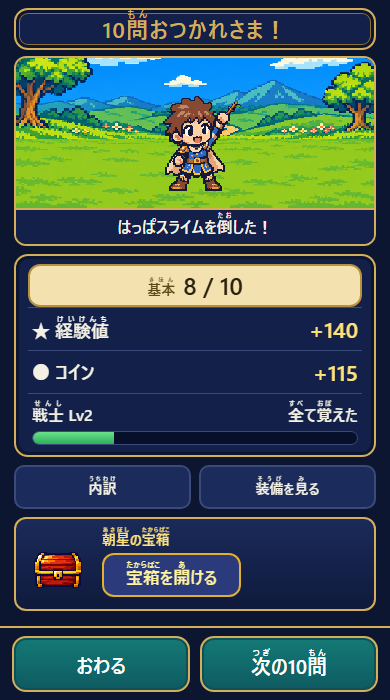 10問おつかれさま！
はっぱスライムを倒した！
基本 8 / 10
★ 経験値 +140
● コイン +115
戦士 Lv2 全て覚えた
内訳 装備を見る
朝星の宝箱
宝箱を開ける
おわる 次の10問